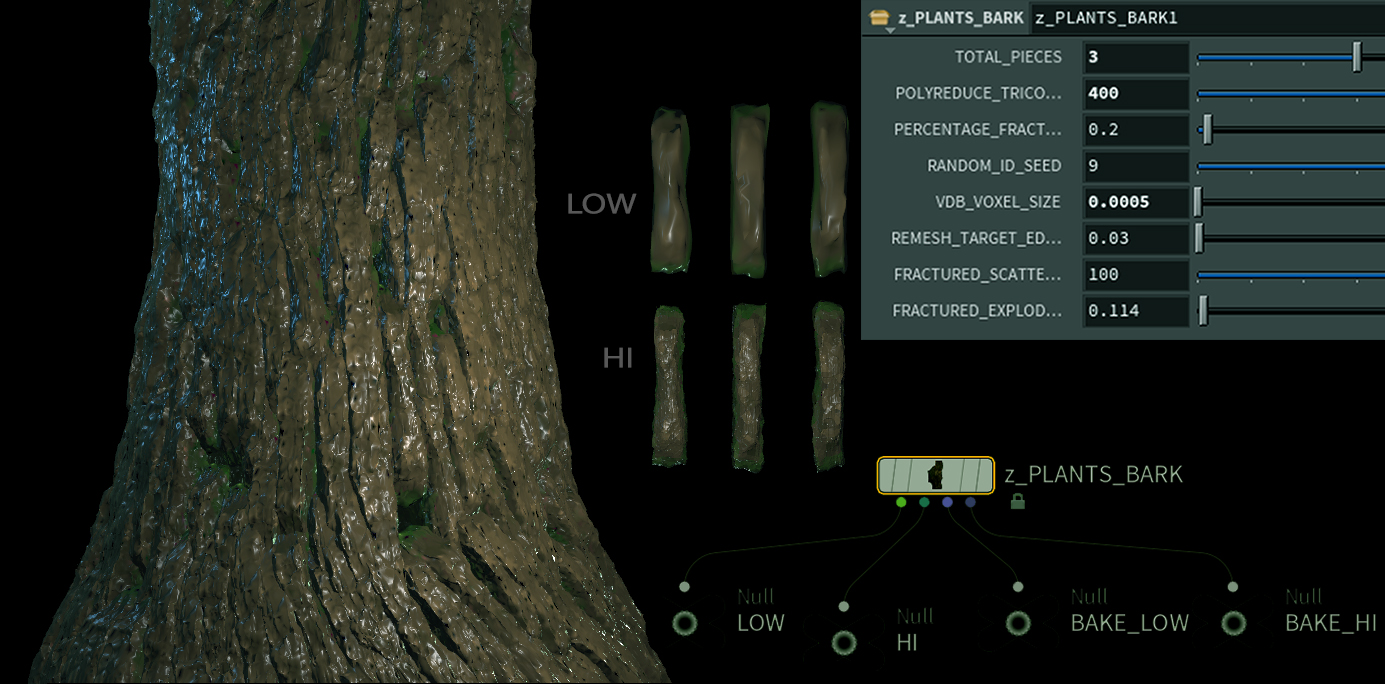 z_PLANTS_BARK z_PLANTS_BARK1
TOTAL_PIECES 3
POLYREDUCE_TRICO... 400
PERCENTAGE_FRACT... 0.2
RANDOM_ID_SEED 9
VDB_VOXEL_SIZE 0.0005
REMESH_TARGET_ED... 0.03
FRACTURED_SCATTE... 100
FRACTURED_EXPLOD... 0.114
LOW
HI
z_PLANTS_BARK
Null
LOW
Null
HI
Null
BAKE_LOW
Null
BAKE_HI